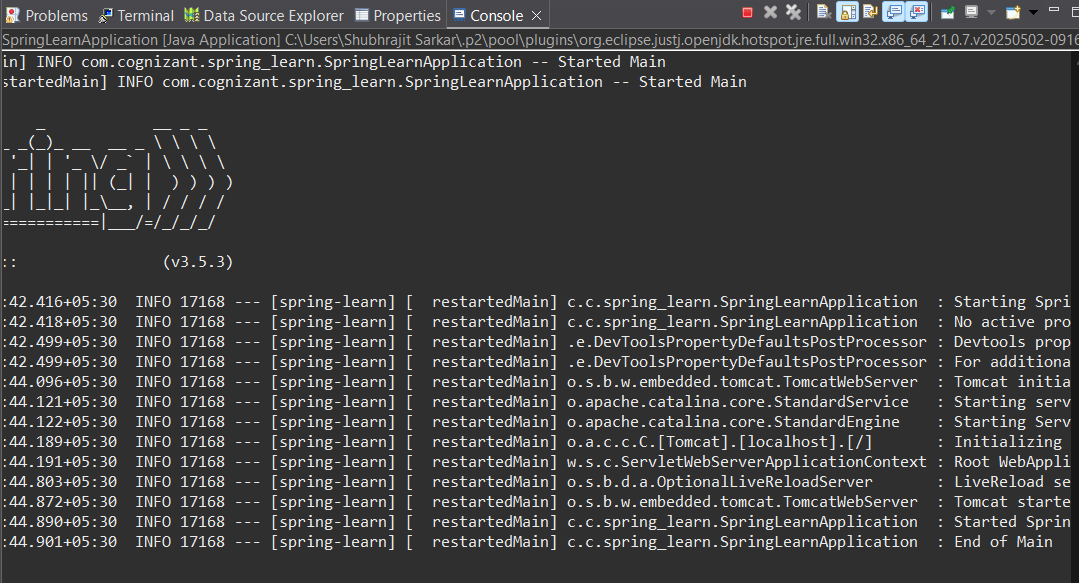 Problems Terminal Data Source Explorer Properties Console
SpringLearnApplication [Java Application] C:\Users\Shubhrajit Sarkar\.p2\pool\plugins\org.eclipse.justj.openjdk.hotspot.jre.full.win32.x86_64_21.0.7.v20250502-0916
in] INFO com.cognizant.spring_learn.SpringLearnApplication -- Started Main
startedMain] INFO com.cognizant.spring_learn.SpringLearnApplication -- Started Main
:: (v3.5.3)
:42.416+05:30 INFO 17168 --- [spring-learn] [ restartedMain] c.c.spring_learn.SpringLearnApplication : Starting Spri
:42.418+05:30 INFO 17168 --- [spring-learn] [ restartedMain] c.c.spring_learn.SpringLearnApplication : No active pro
:42.499+05:30 INFO 17168 --- [spring-learn] [ restartedMain] .e.DevToolsPropertyDefaultsPostProcessor : Devtools prop
:42.499+05:30 INFO 17168 --- [spring-learn] [ restartedMain] .e.DevToolsPropertyDefaultsPostProcessor : For additiona
:44.096+05:30 INFO 17168 --- [spring-learn] [ restartedMain] o.s.b.w.embedded.tomcat.TomcatWebServer : Tomcat initia
:44.121+05:30 INFO 17168 --- [spring-learn] [ restartedMain] o.apache.catalina.core.StandardService : Starting serv
:44.122+05:30 INFO 17168 --- [spring-learn] [ restartedMain] o.apache.catalina.core.StandardEngine : Starting Serv
:44.189+05:30 INFO 17168 --- [spring-learn] [ restartedMain] o.a.c.c.C.[Tomcat].[localhost].[/] : Initializing
:44.191+05:30 INFO 17168 --- [spring-learn] [ restartedMain] w.s.c.ServletWebServerApplicationContext : Root WebAppli
:44.803+05:30 INFO 17168 --- [spring-learn] [ restartedMain] o.s.b.d.a.OptionalLiveReloadServer : LiveReload se
:44.872+05:30 INFO 17168 --- [spring-learn] [ restartedMain] o.s.b.w.embedded.tomcat.TomcatWebServer : Tomcat starte
:44.890+05:30 INFO 17168 --- [spring-learn] [ restartedMain] c.c.spring_learn.SpringLearnApplication : Started Sprin
:44.901+05:30 INFO 17168 --- [spring-learn] [ restartedMain] c.c.spring_learn.SpringLearnApplication : End of Main